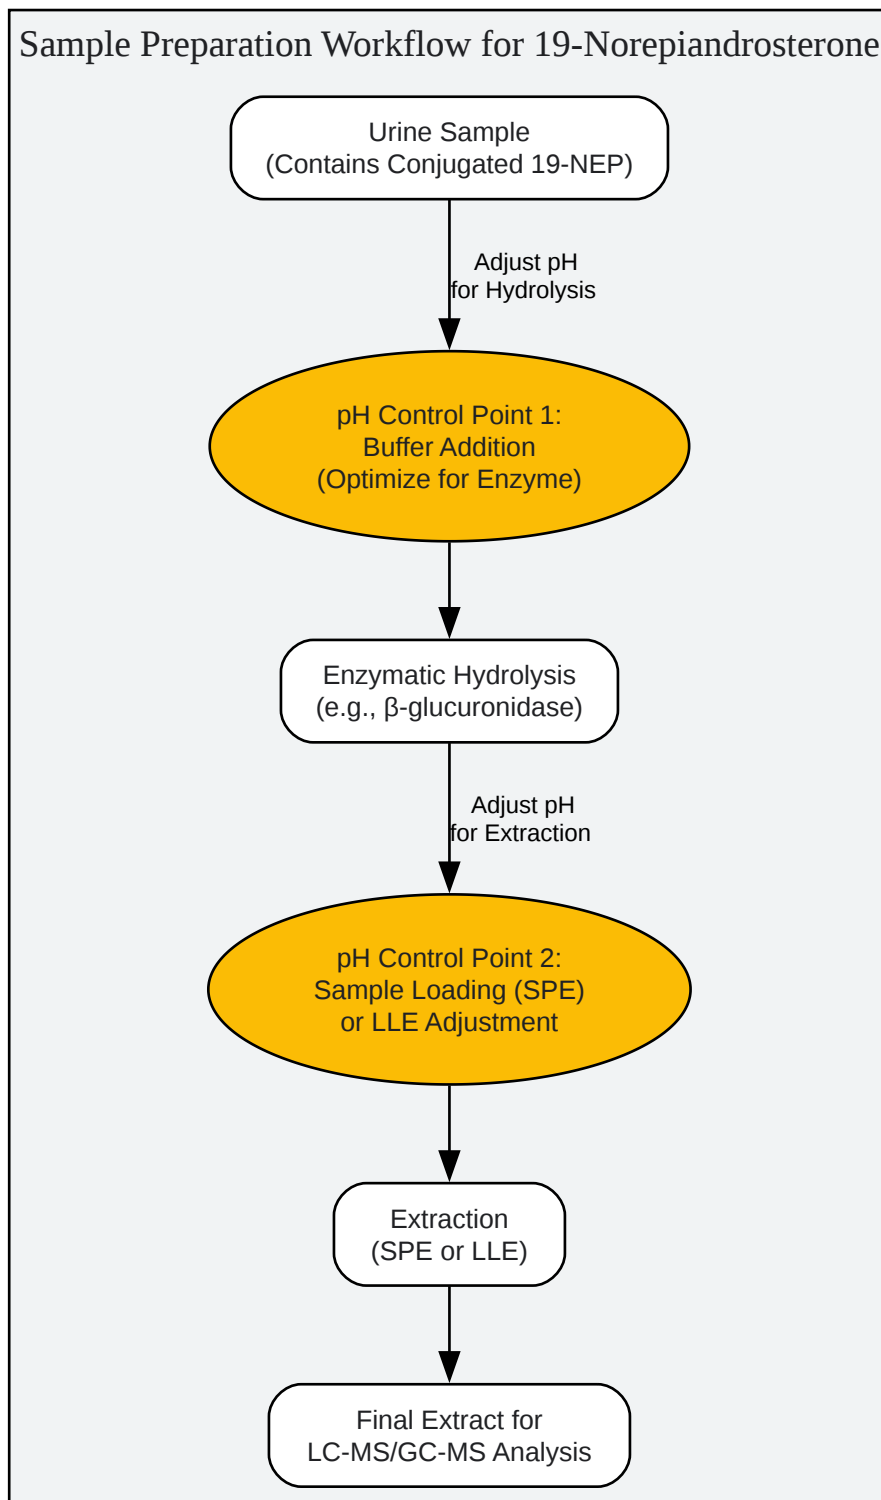 Sample Preparation Workflow for 19-Norepiandrosterone
Urine Sample
(Contains Conjugated 19-NEP)
Adjust pH
for Hydrolysis
pH Control Point 1:
Buffer Addition
(Optimize for Enzyme)
Enzymatic Hydrolysis
(e.g., β-glucuronidase)
Adjust pH
for Extraction
pH Control Point 2:
Sample Loading (SPE)
or LLE Adjustment
Extraction
(SPE or LLE)
Final Extract for
LC-MS/GC-MS Analysis